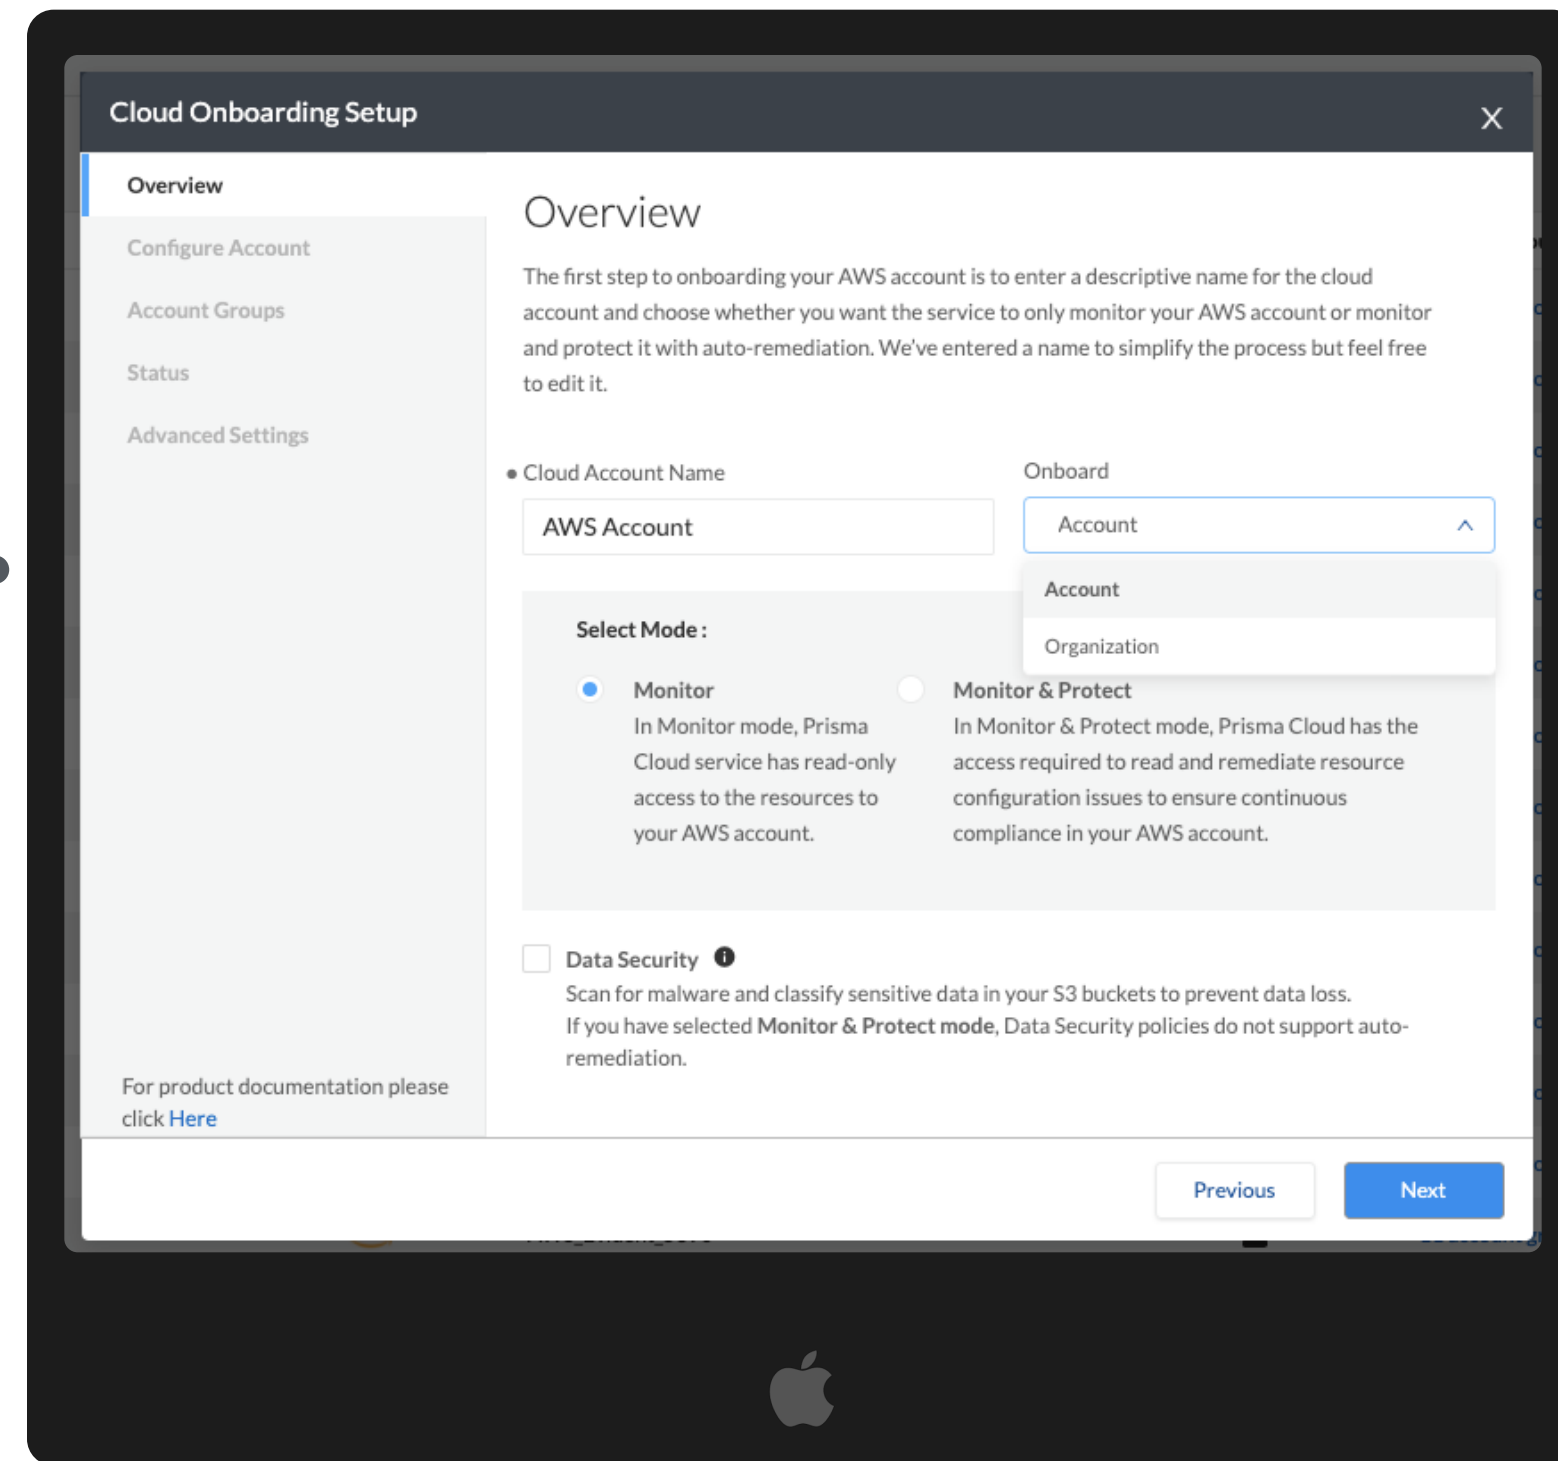 Cloud Onboarding Setup
X
Overview
Configure Account
Account Groups
Status
Advanced Settings
For product documentation please
click Here
Overview
The first step to onboarding your AWS account is to enter a descriptive name for the cloud
account and choose whether you want the service to only monitor your AWS account or monitor
and protect it with auto-remediation. We've entered a name to simplify the process but feel free
to edit it.
Cloud Account Name
AWS Account
Onboard
Account
Account
Organization
Select Mode :
Monitor
In Monitor mode, Prisma
Cloud service has read-only
access to the resources to
your AWS account.
Monitor & Protect
In Monitor & Protect mode, Prisma Cloud has the
access required to read and remediate resource
configuration issues to ensure continuous
compliance in your AWS account.
Data Security
Scan for malware and classify sensitive data in your S3 buckets to prevent data loss.
If you have selected Monitor & Protect mode, Data Security policies do not support auto-
remediation.
Previous
Next